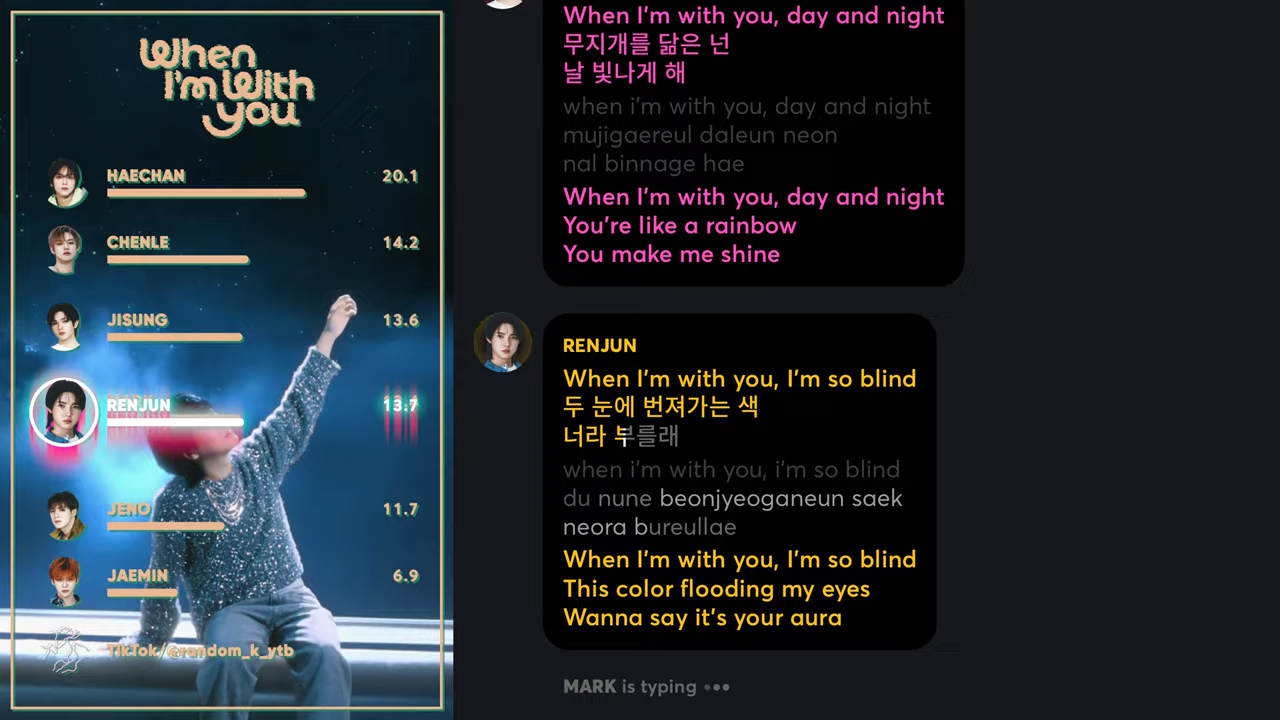 When
I'm With
you
HAECHAN 20.1
CHENLE 14.2
JISUNG 13.6
RENJUN 13.7
JENO 11.7
JAEMIN 6.9
TikTok/@random_k_ytb
When I'm with you, day and night
무지개를 닮은 넌
날 빛나게 해
when i'm with you, day and night
mujigaereul daleun neon
nal binnage hae
When I'm with you, day and night
You're like a rainbow
You make me shine
RENJUN
When I'm with you, I'm so blind
두 눈에 번져가는 색
너라 부를래
when i'm with you, i'm so blind
du nune beonjyeoganeun saek
neora bureullae
When I'm with you, I'm so blind
This color flooding my eyes
Wanna say it's your aura
MARK is typing